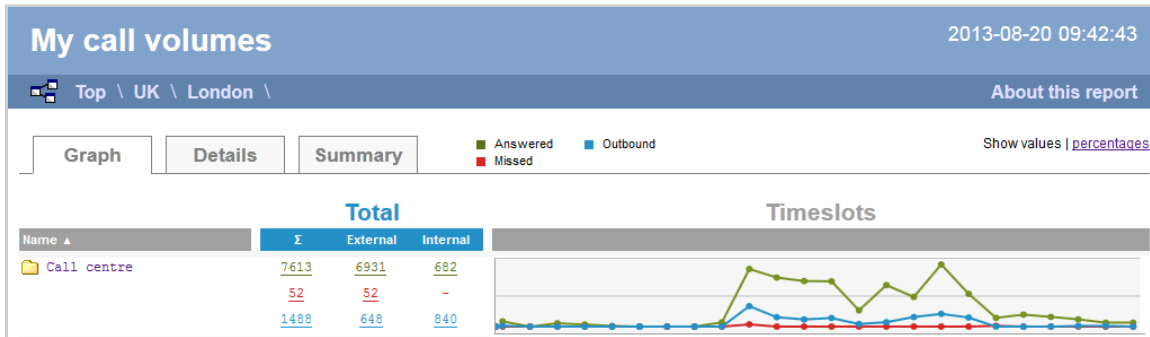 My call volumes 2013-08-20 09:42:43
Top \ UK \ London \ About this report
Graph Details Summary Answered Outbound Show values | percentages
Missed
Total Timeslots
Name ▲ Σ External Internal
Call centre 7613 6931 682
52 52 -
1488 648 840